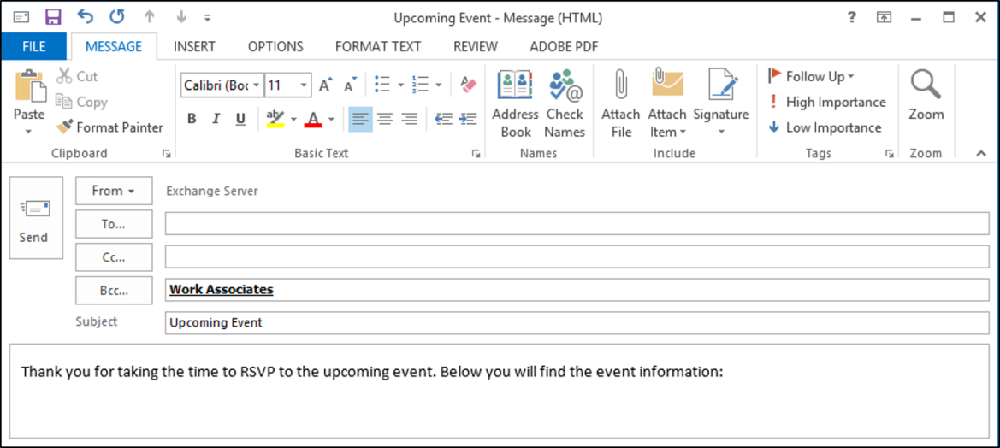 Upcoming Event - Message (HTML)
?
FILE MESSAGE INSERT OPTIONS FORMAT TEXT REVIEW ADOBE PDF
Paste
Cut
Copy
Format Painter
Clipboard
Calibri (Boc 11 A A
B I U aby A
Basic Text
Address Book
Check Names
Names
Attach File
Attach Item
Signature
Include
Follow Up
High Importance
Low Importance
Tags
Zoom
Zoom
Send
From Exchange Server
To...
Cc...
Bcc... Work Associates
Subject Upcoming Event
Thank you for taking the time to RSVP to the upcoming event. Below you will find the event information: